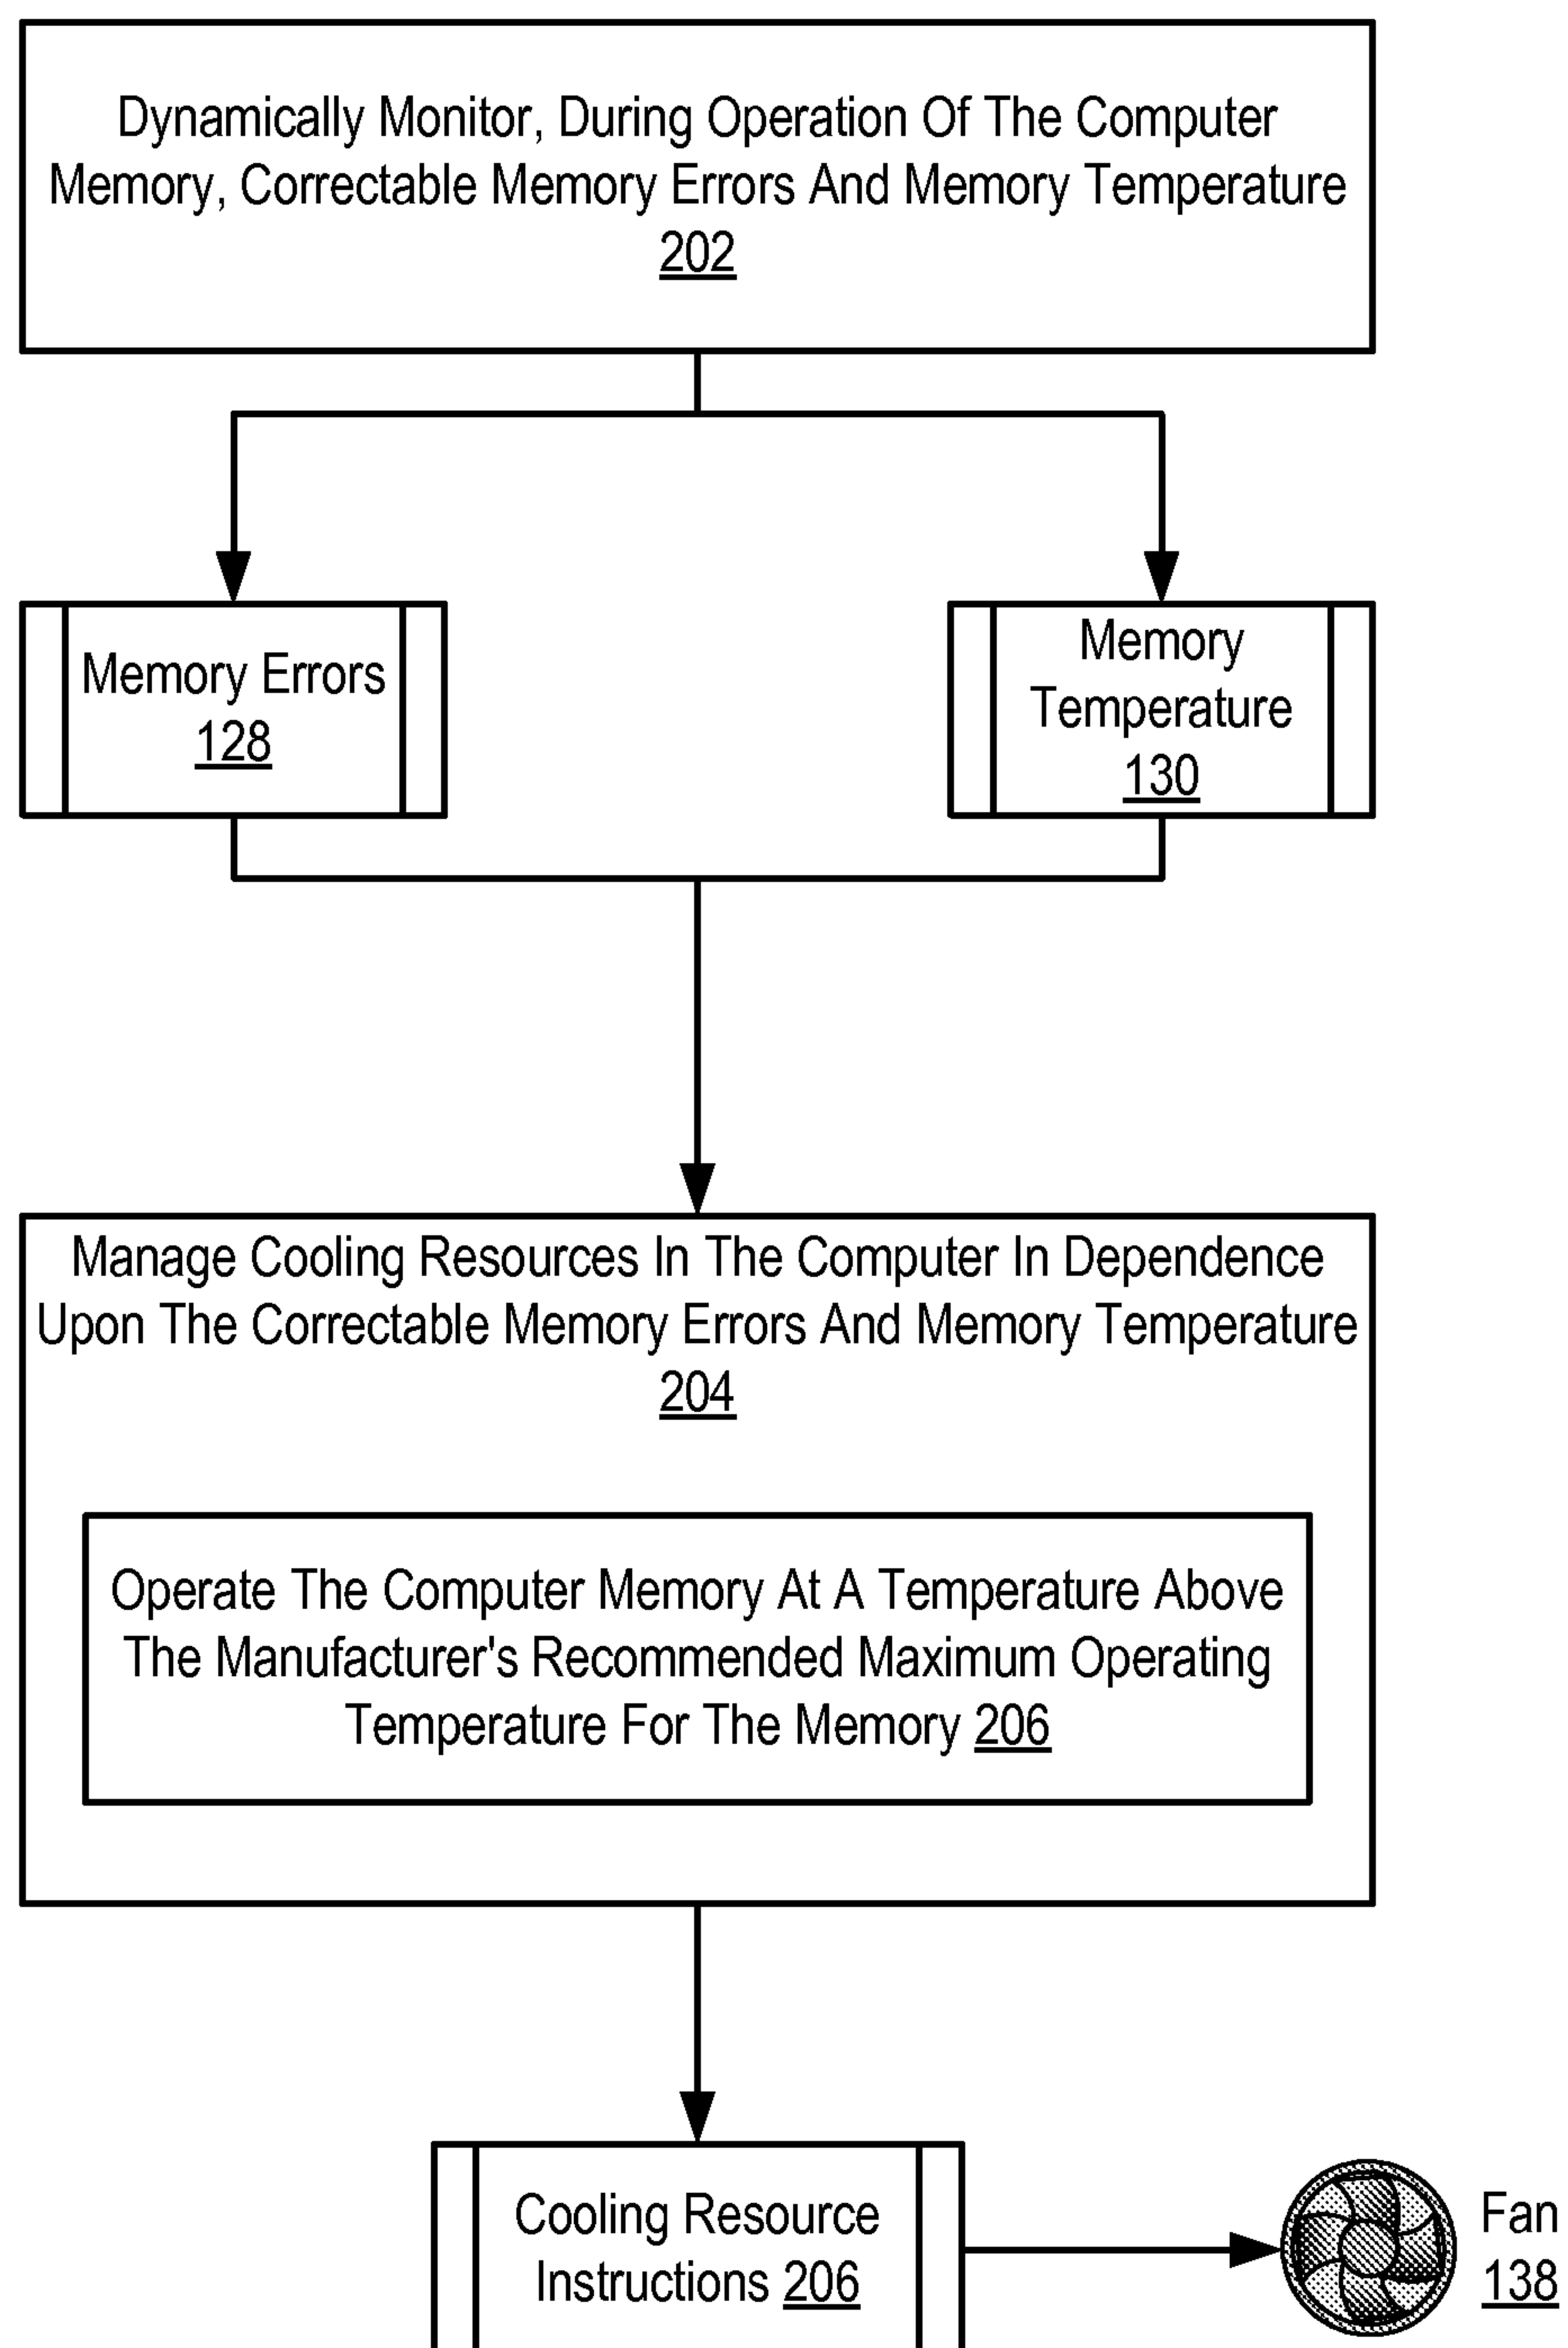 Dynamically Monitor, During Operation Of The Computer
Memory, Correctable Memory Errors And Memory Temperature
202
Memory Errors
128
Memory
Temperature
130
Manage Cooling Resources In The Computer In Dependence
Upon The Correctable Memory Errors And Memory Temperature
204
Operate The Computer Memory At A Temperature Above
The Manufacturer's Recommended Maximum Operating
Temperature For The Memory 206
Cooling Resource
Instructions 206
Fan
138